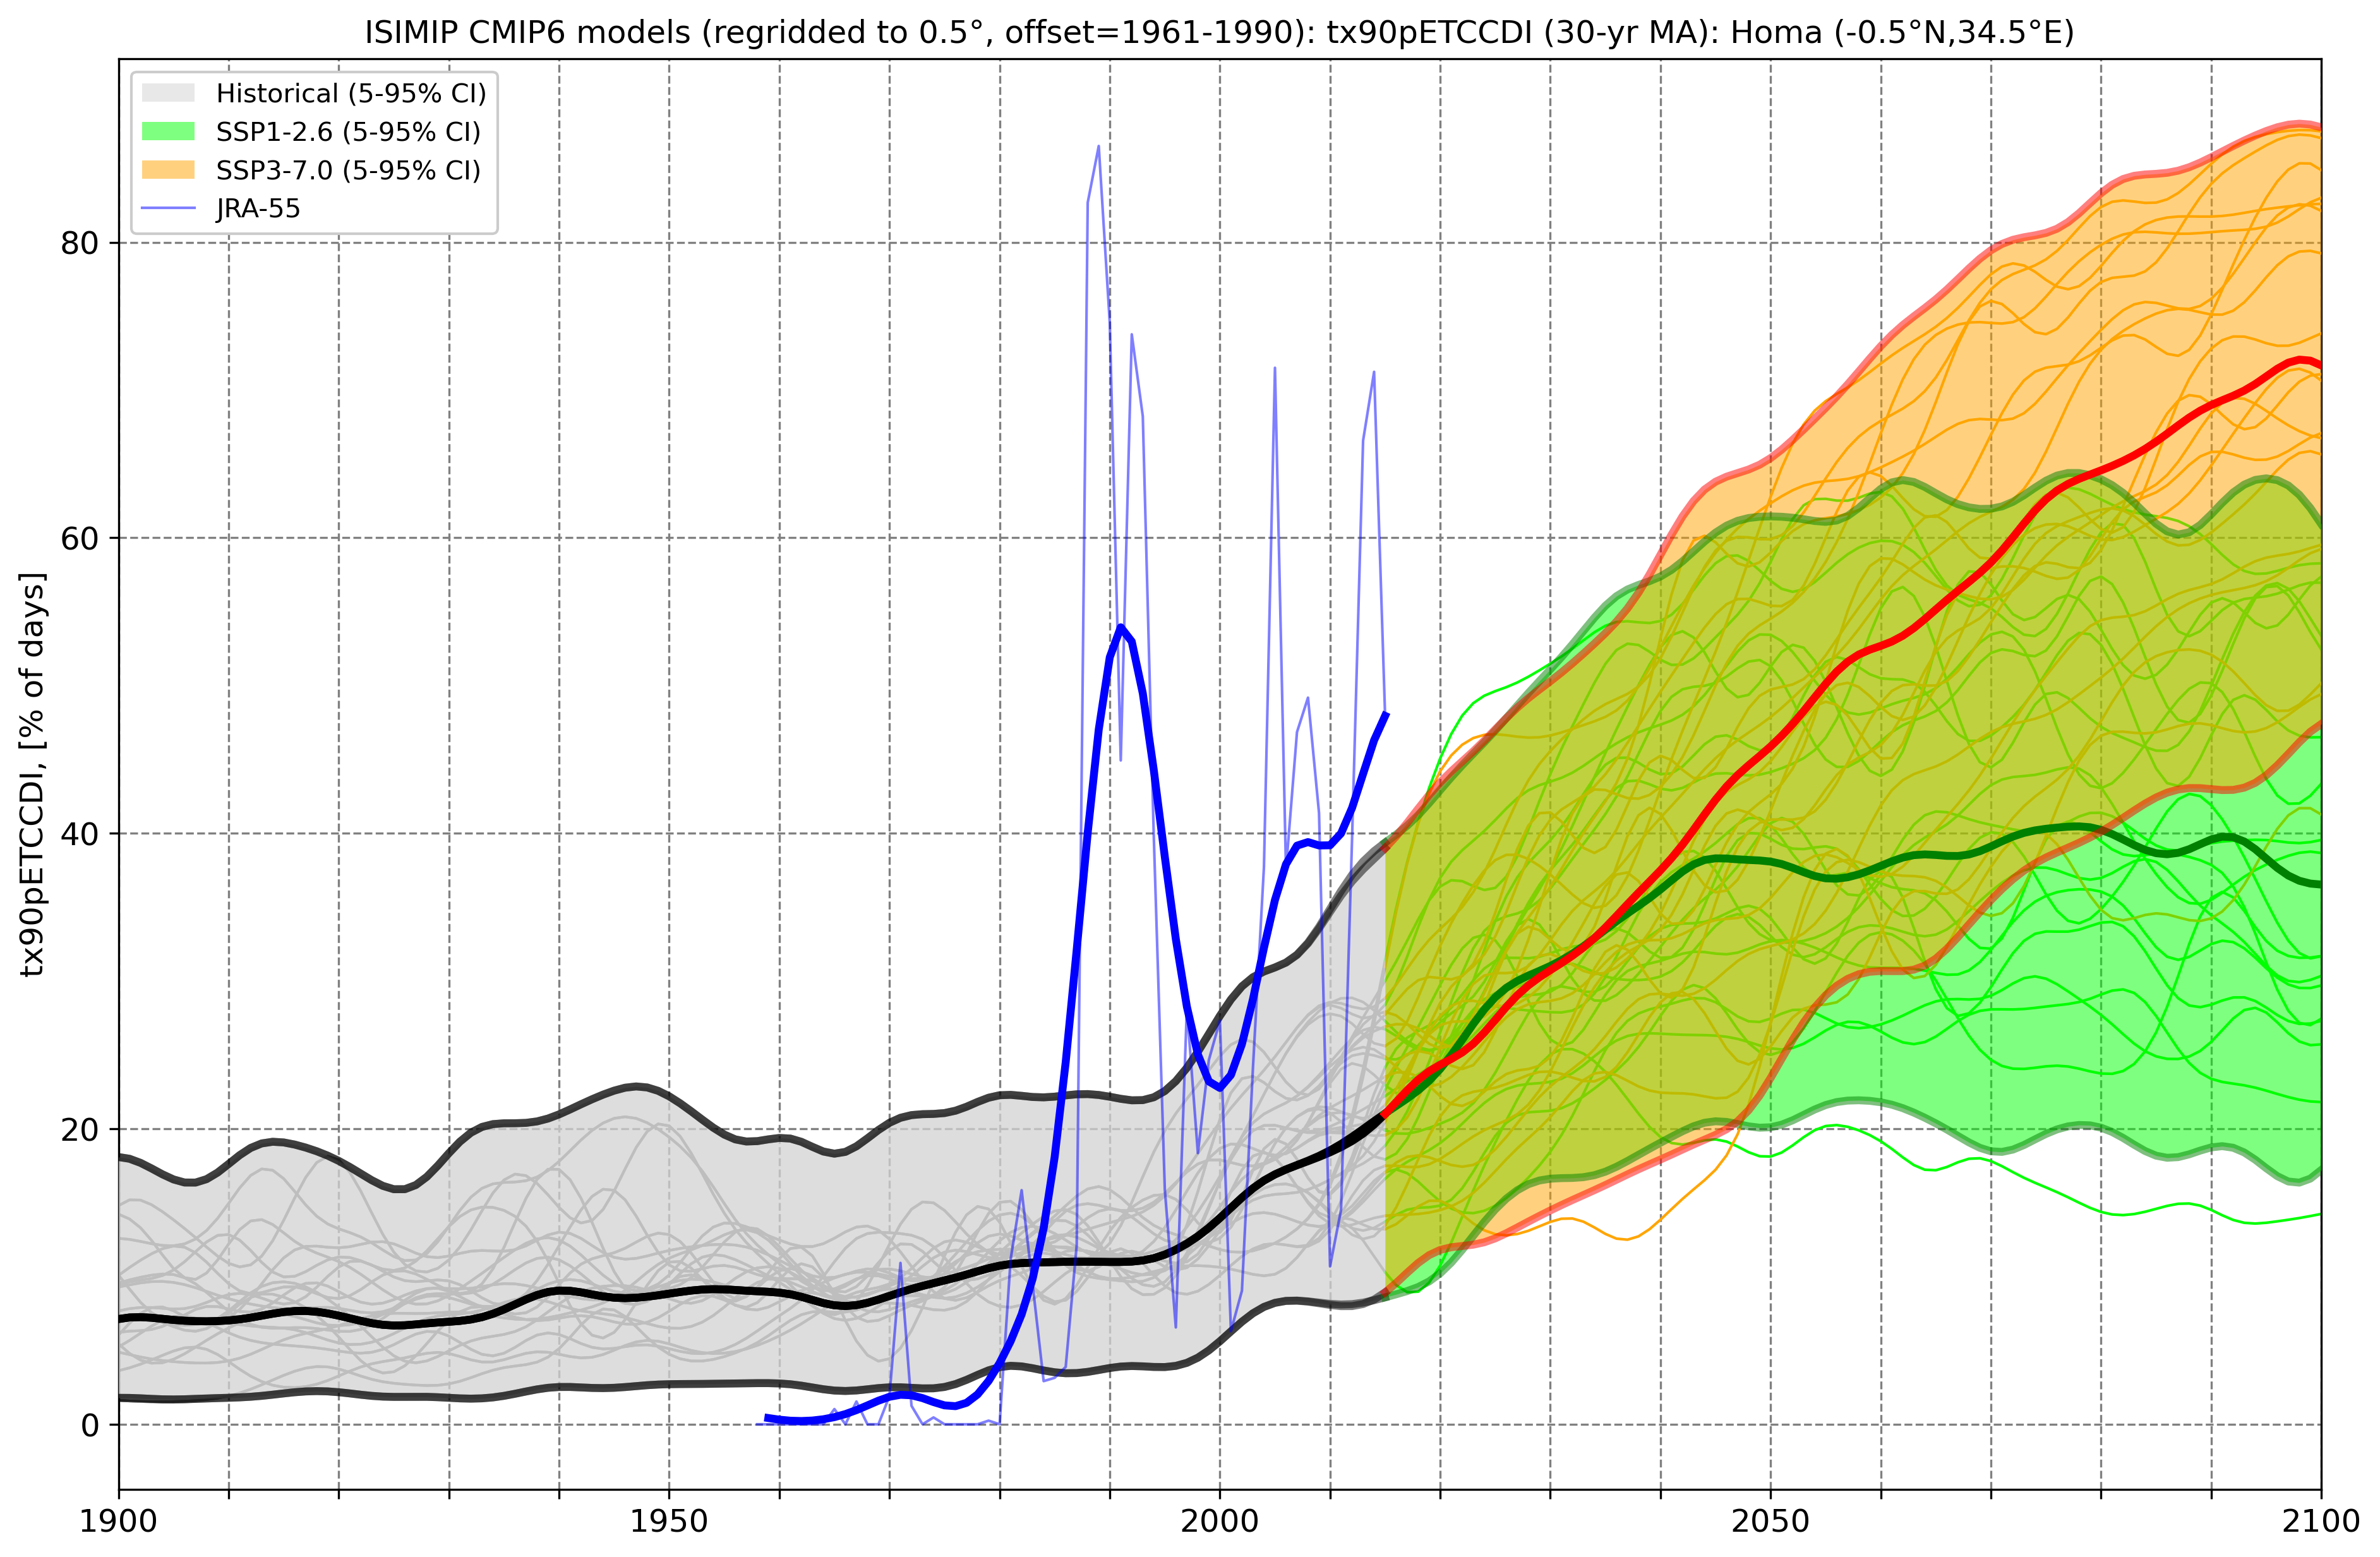 ISIMIP CMIP6 models (regridded to 0.5°, offset=1961-1990): tx90pETCCDI (30-yr MA): Homa (-0.5°N,34.5°E)
Historical (5-95% CI)
SSP1-2.6 (5-95% CI)
SSP3-7.0 (5-95% CI)
JRA-55
tx90pETCCDI, [% of days]
80
60
40
20
0
1900
1950
2000
2050
2100